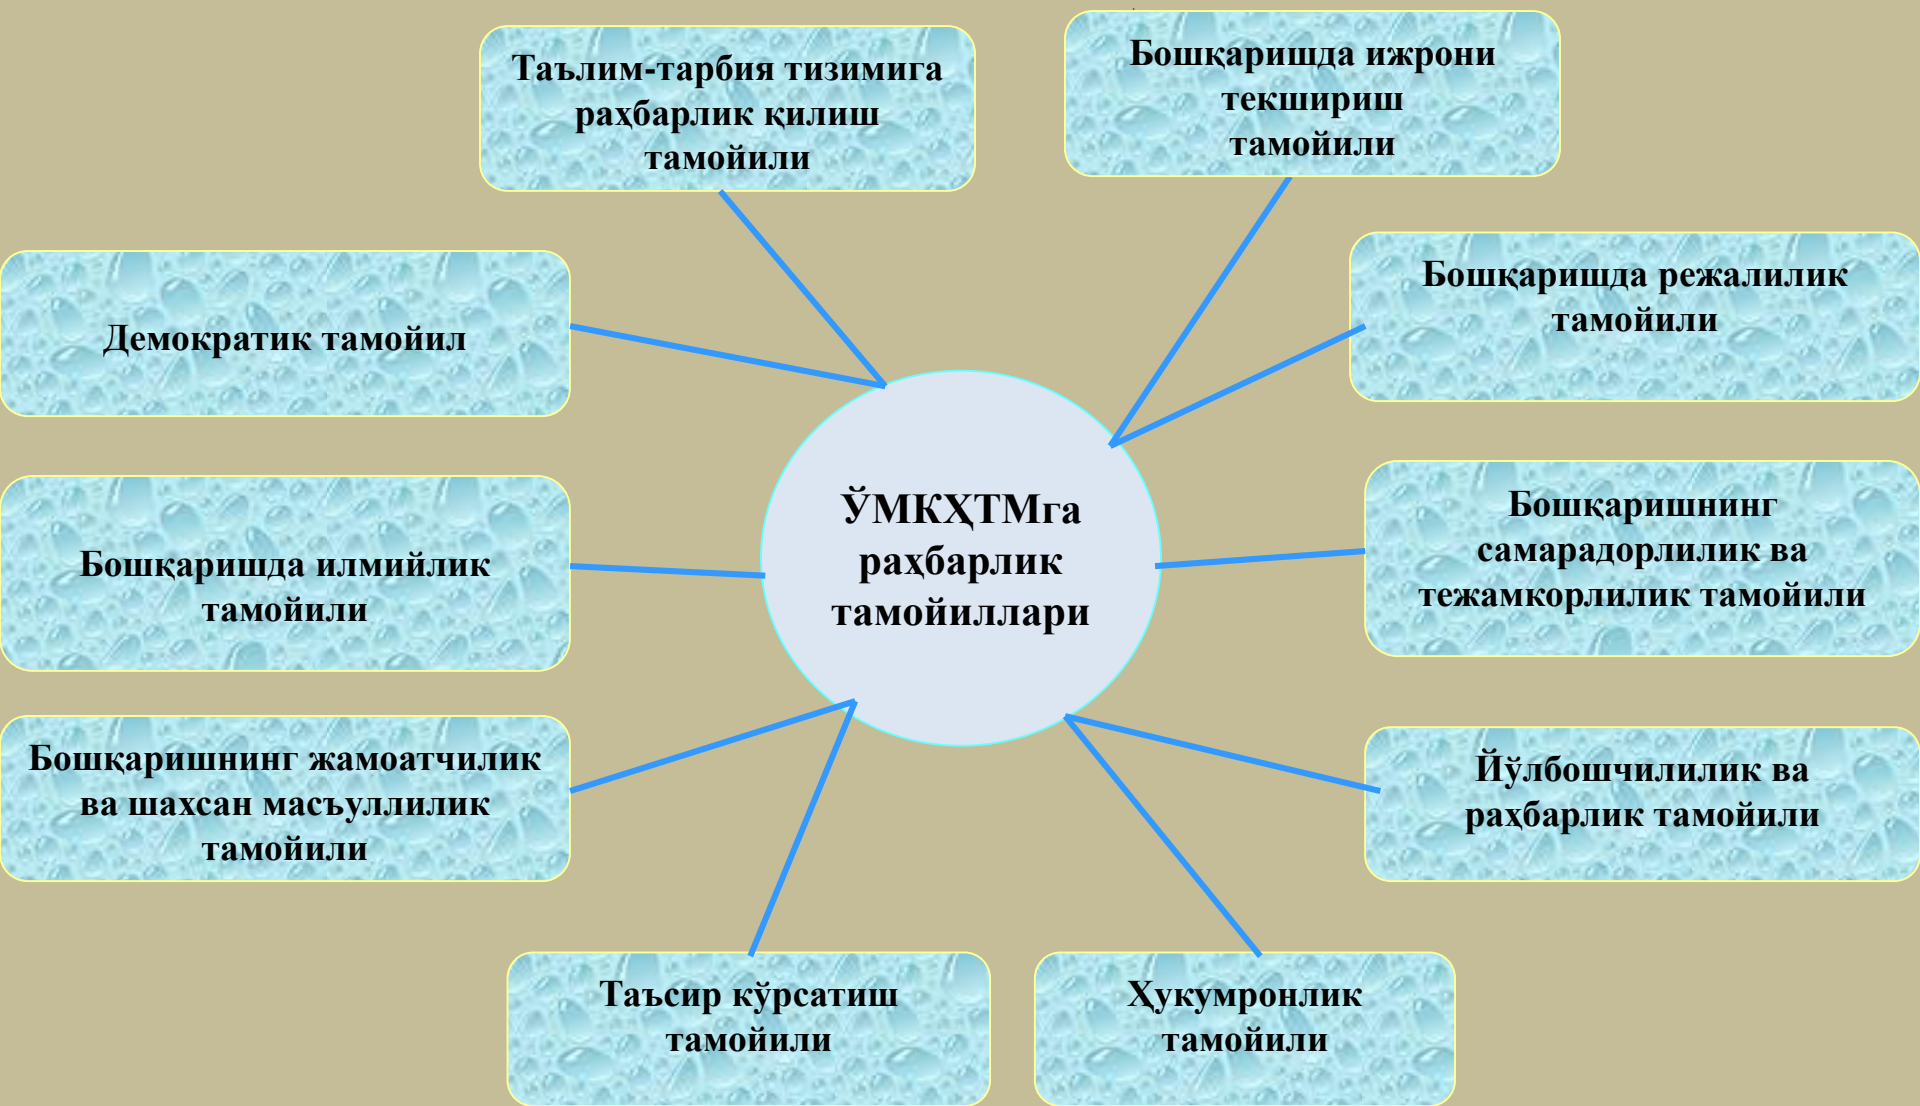 Таълим-тарбия тизимига
раҳбарлик қилиш
тамойили
Бошқаришда ижрони
текшириш
тамойили
Демократик тамойил
Бошқаришда режалилик
тамойили
Бошқаришда илмийлик
тамойили
ЎМКҲТМга
раҳбарлик
тамойиллари
Бошқаришнинг
самарадорлилик ва
тежамкорлилик тамойили
Бошқаришнинг жамоатчилик
ва шахсан масъуллилик
тамойили
Йўлбошчилилик ва
раҳбарлик тамойили
Таъсир кўрсатиш
тамойили
Ҳукумронлик
тамойили